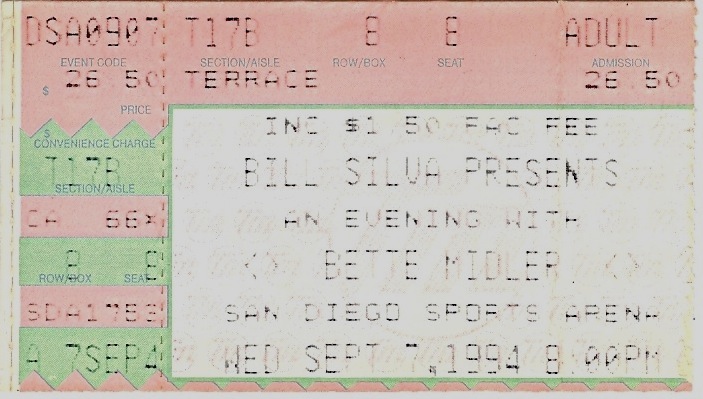 DSA0907 T17B 8 8 ADULT
EVENT CODE SECTION/AISLE ROW/BOX SEAT ADMISSION
$ 26.50 TERRACE 26.50
PRICE
INC $1.50 FAC FEE
$
CONVENIENCE CHARGE
T17B BILL SILVA PRESENTS
SECTION/AISLE
CA 66X AN EVENING WITH
8 8 < > BETTE MIDLER < >
ROW/BOX SEAT
SDA1753 SAN DIEGO SPORTS ARENA
A 7SEP4 WED SEPT 7,1994 8:00PM